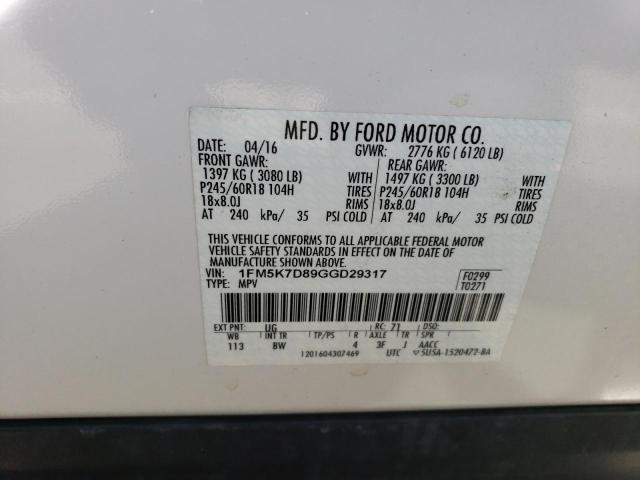 MFD. BY FORD MOTOR CO.
DATE: 04/16 GVWR: 2776 KG ( 6120 LB)
FRONT GAWR: REAR GAWR:
1397 KG ( 3080 LB) 1497 KG ( 3300 LB)
P245/60R18 104H TIRES P245/60R18 104H TIRES
18x8.0J RIMS 18x8.0J RIMS
AT 240 kPa/ 35 PSI COLD AT 240 kPa/ 35 PSI COLD
THIS VEHICLE CONFORMS TO ALL APPLICABLE FEDERAL MOTOR
VEHICLE SAFETY STANDARDS IN EFFECT ON THE DATE OF
MANUFACTURE SHOWN ABOVE.
VIN: 1FM5K7D89GGD29317 F0299
TYPE: MPV T0271
EXT PNT: UG RC: 71 DSO:
WB INT TR TP/PS R AXLE TR SPR
113 BW 4 3F J AACC
1201604307469 UTC ▽5USA-1520472-BA